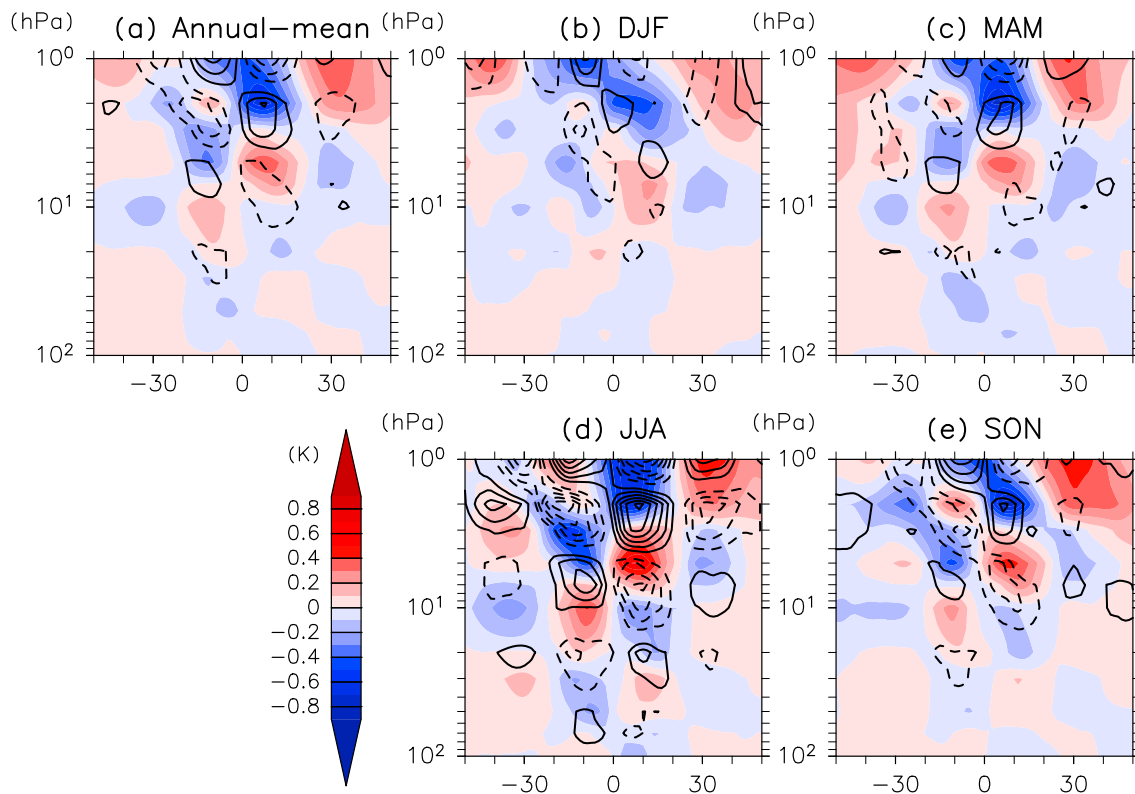 (hPa) (a) Annual-mean (hPa) (b) DJF (hPa) (c) MAM
10⁰ 10⁰ 10⁰
10¹ 10¹ 10¹
10² 10² 10²
−30 0 30 −30 0 30 −30 0 30
(hPa) (d) JJA (hPa) (e) SON
(K) 10⁰ 10⁰
0.8
0.6
0.4
0.2
0 10¹ 10¹
−0.2
−0.4
−0.6
−0.8
10² 10²
−30 0 30 −30 0 30